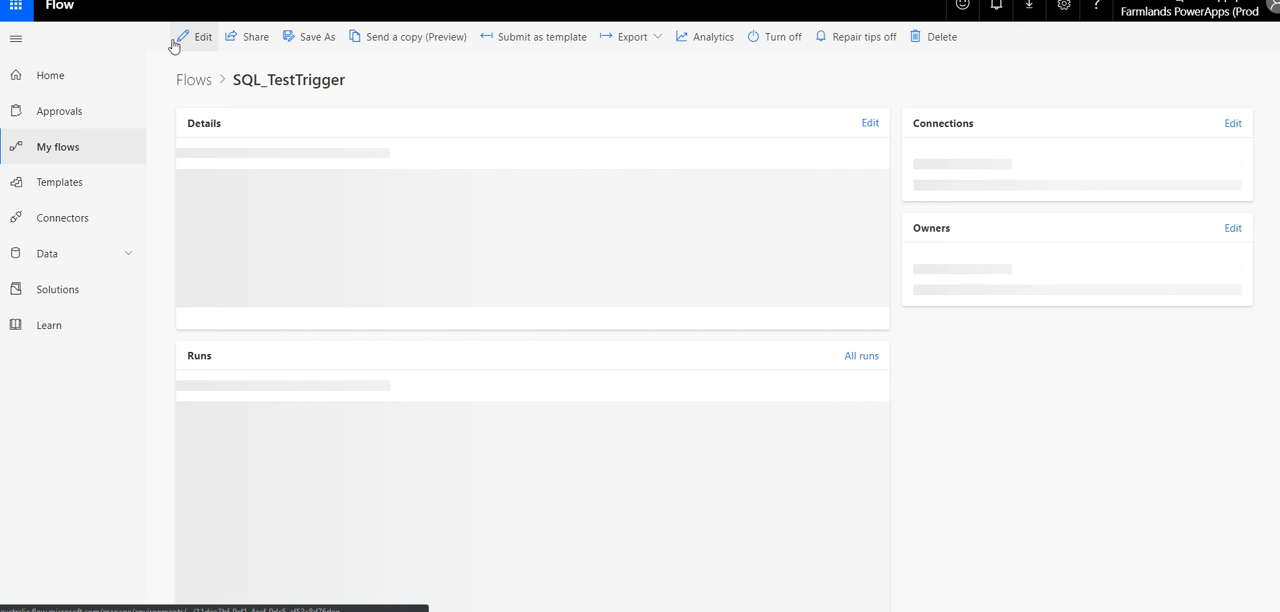 Flow
Farmlands PowerApps (Prod
Edit Share Save As Send a copy (Preview) Submit as template Export Analytics Turn off Repair tips off Delete
Home
Approvals
My flows
Templates
Connectors
Data
Solutions
Learn
Flows > SQL_TestTrigger
Details Edit
Connections Edit
Owners Edit
Runs All runs